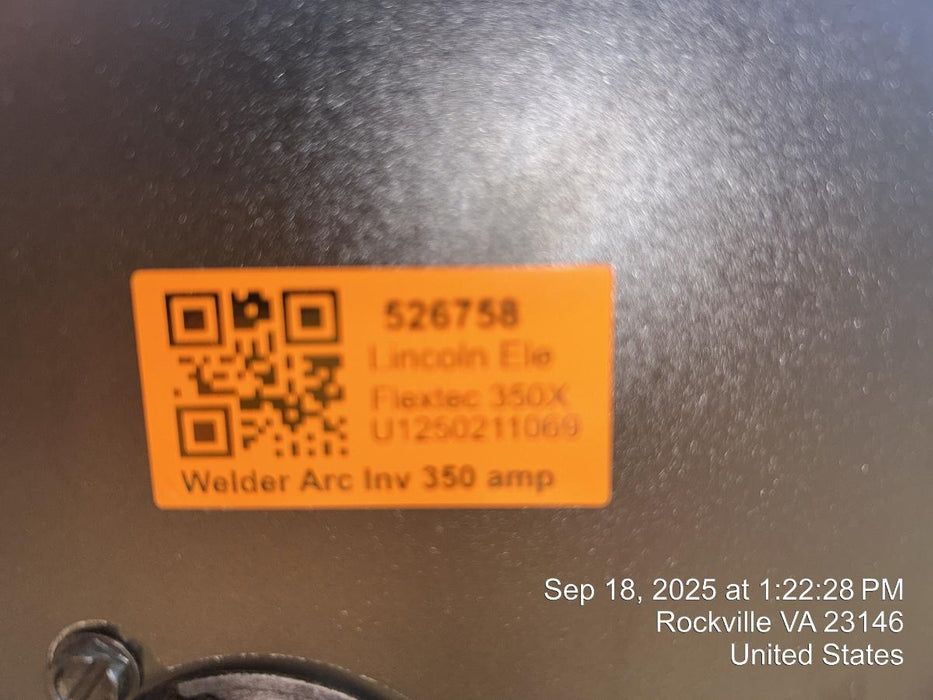 526758
Lincoln Ele
Flextec 350X
U1250211069
Welder Arc Inv 350 amp
Sep 18, 2025 at 1:22:28 PM
Rockville VA 23146
United States